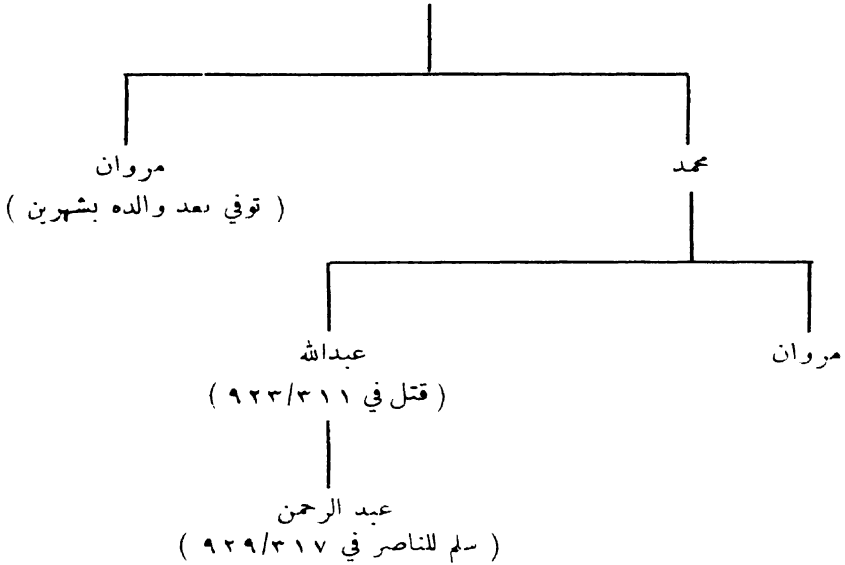 محمد
مروان
( توفي بعد والده بشهرين )
مروان
عبدالله
( قتل في ٩٢٣/٣١١ )
عبد الرحمن
( سلم للناصر في ٩٢٩/٣١٧ )